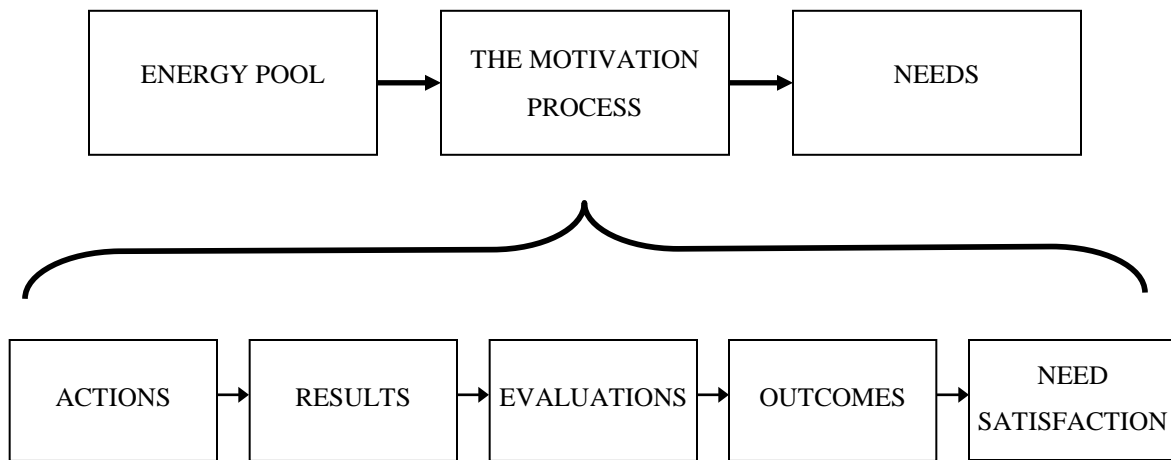 ENERGY POOL
THE MOTIVATION
PROCESS
NEEDS
ACTIONS
RESULTS
EVALUATIONS
OUTCOMES
NEED
SATISFACTION